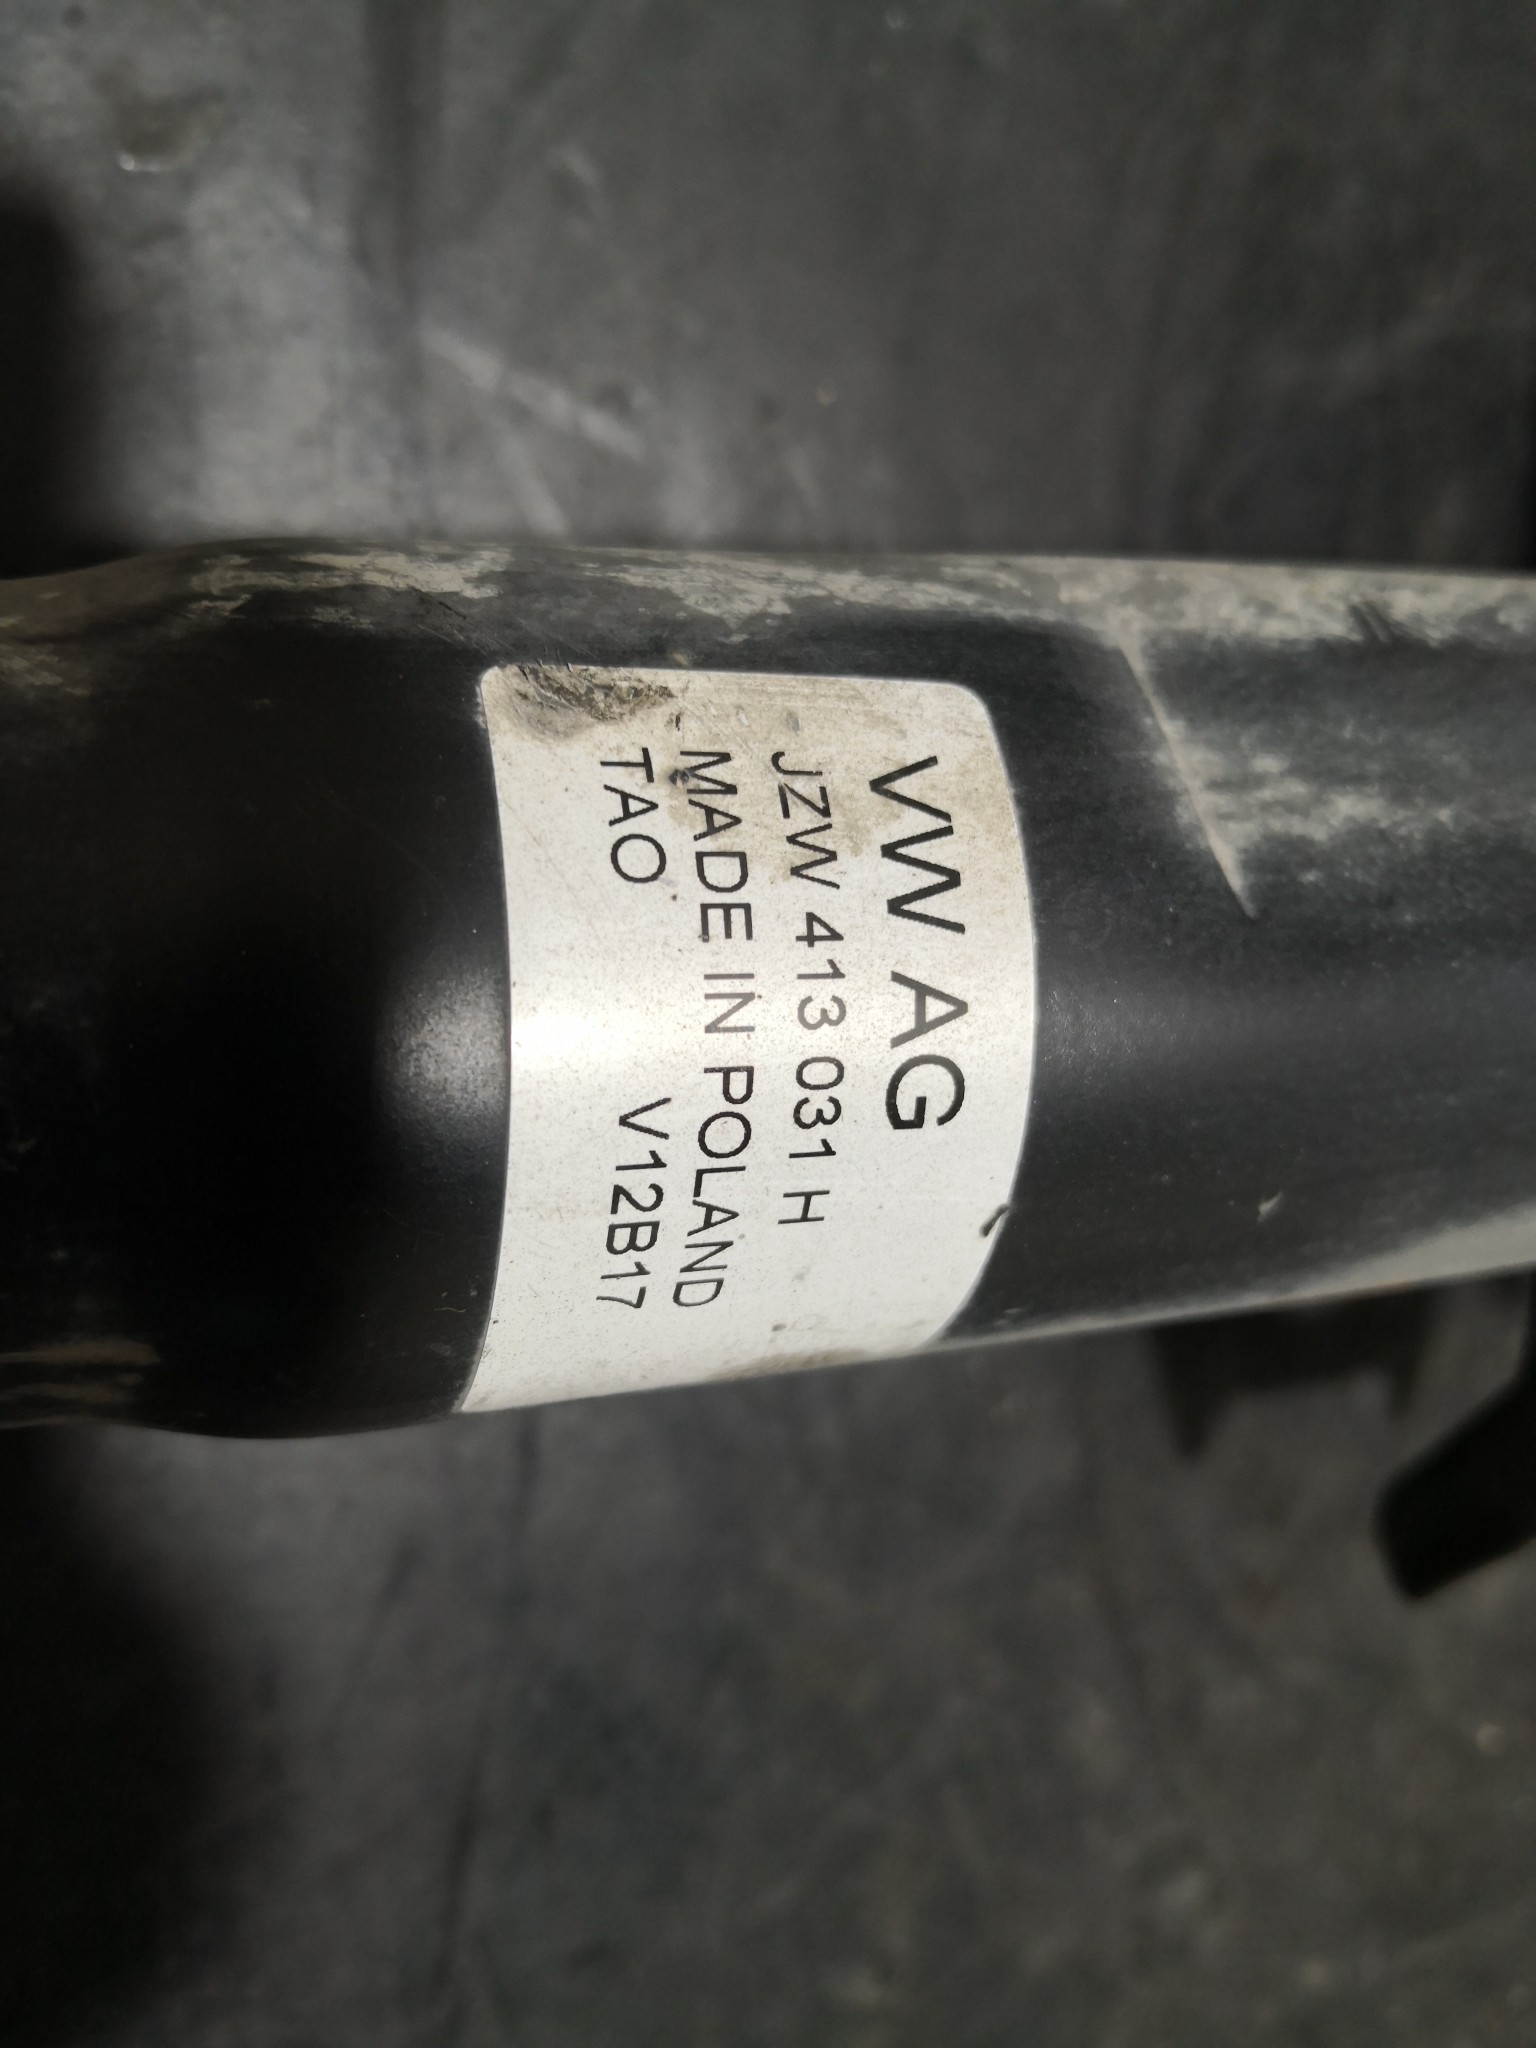 VW AG
JZW 413 031 H
MADE IN POLAND
TAO V12B17